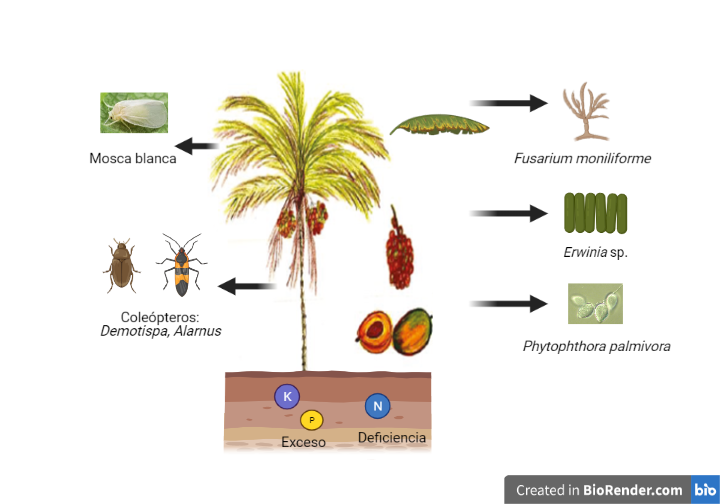 Mosca blanca
Fusarium moniliforme
Erwinia sp.
Coleópteros:
Demotispa, Alarnus
Phytophthora palmivora
K
P
N
Exceso
Deficiencia
Created in BioRender.com bio